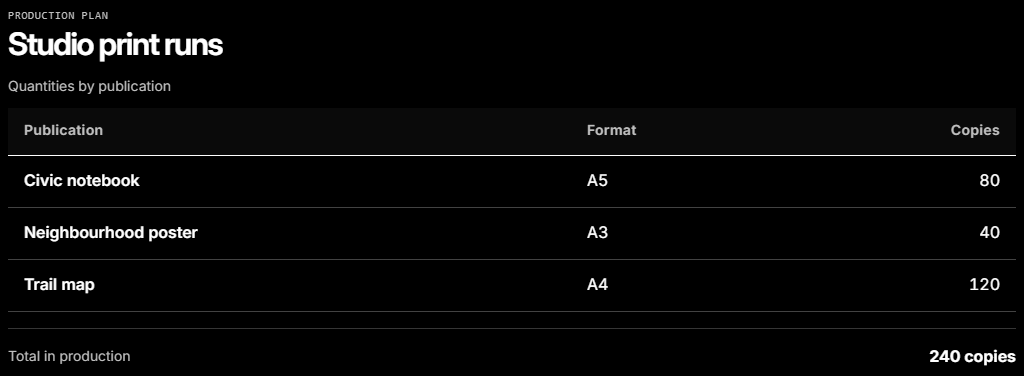 PRODUCTION PLAN
Studio print runs
Quantities by publication
Publication Format Copies
Civic notebook A5 80
Neighbourhood poster A3 40
Trail map A4 120
Total in production 240 copies